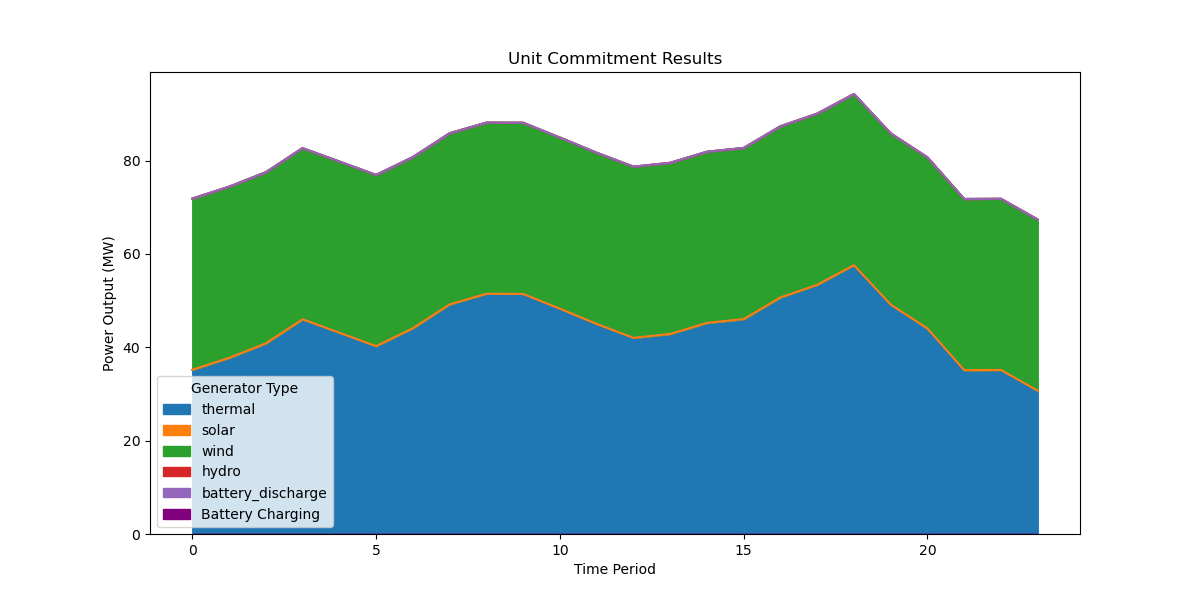 Unit Commitment Results
Power Output (MW)
80
60
40
20
0
Generator Type
thermal
solar
wind
hydro
battery_discharge
Battery Charging
0 5 10 15 20
Time Period